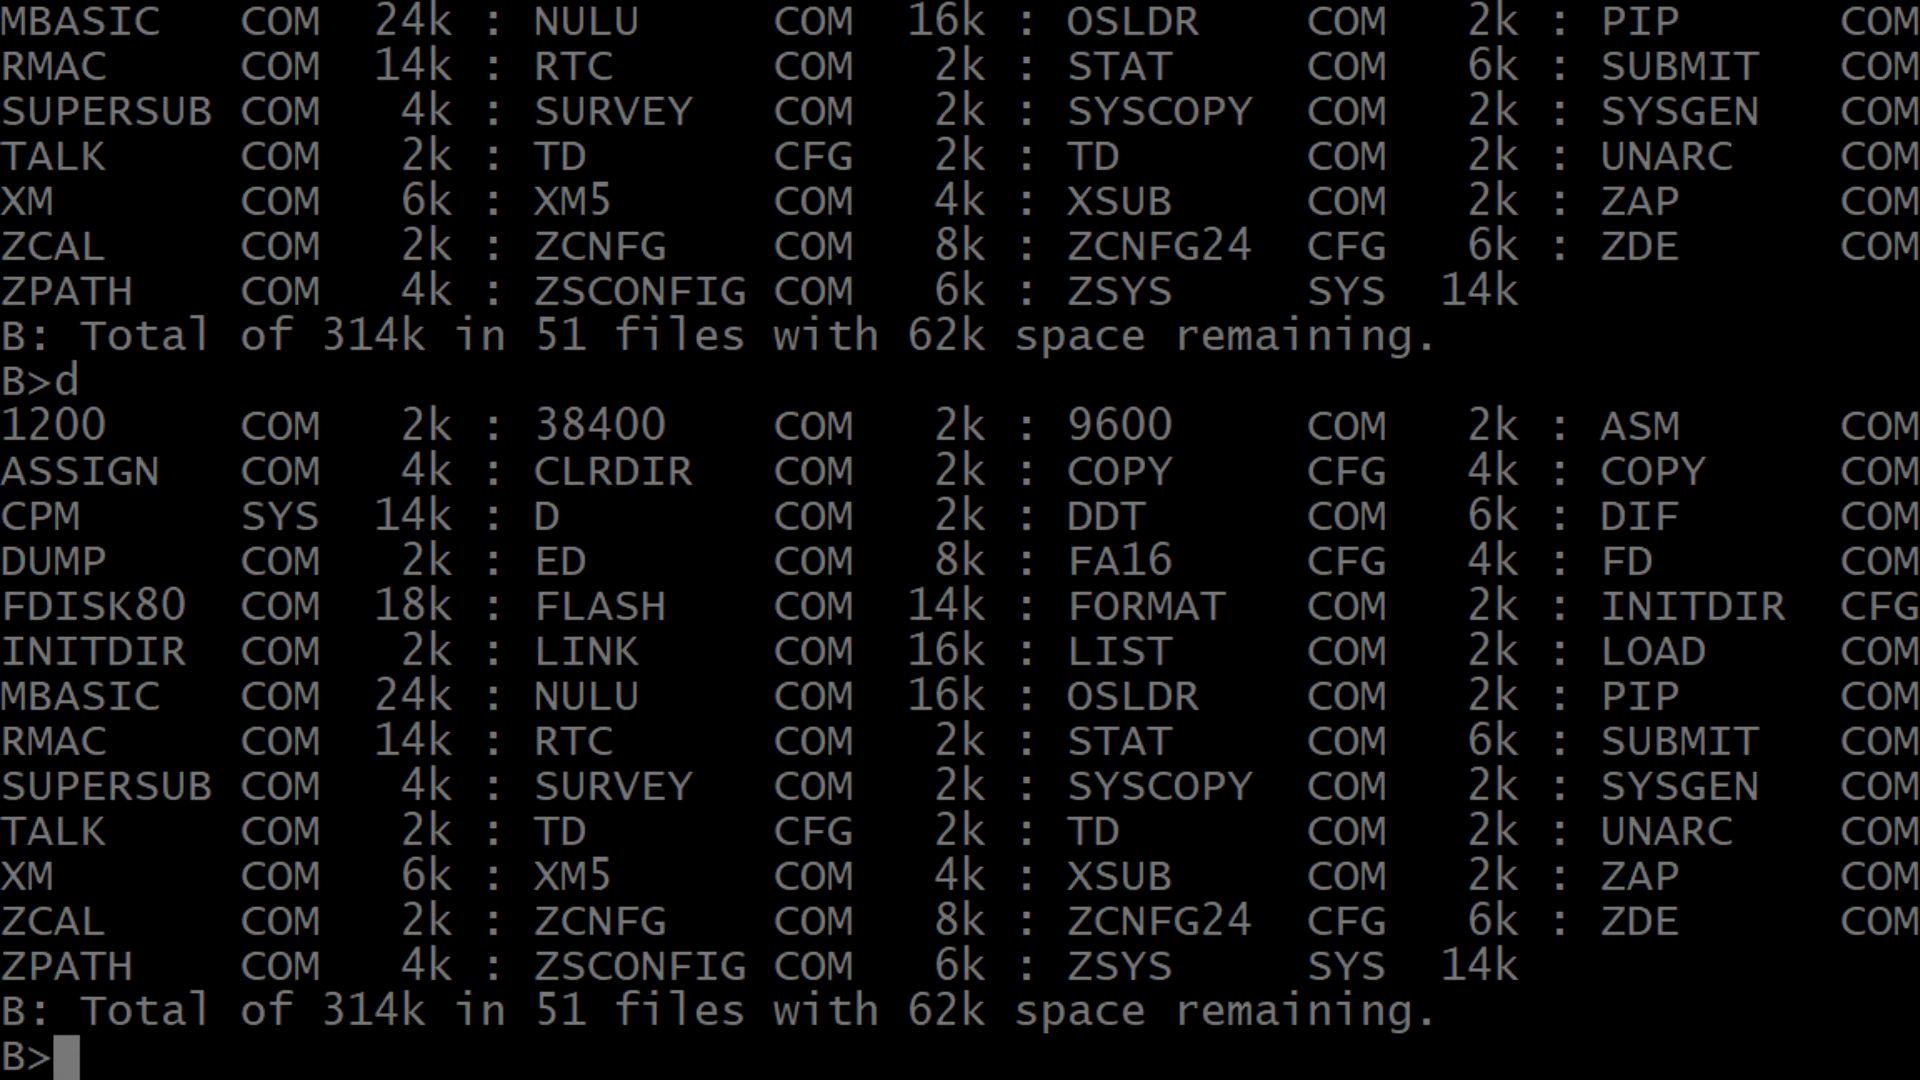 MBASIC   COM  24k : NULU     COM  16k : OSLDR    COM   2k : PIP      COM
RMAC     COM  14k : RTC      COM   2k : STAT     COM   6k : SUBMIT   COM
SUPERSUB COM   4k : SURVEY   COM   2k : SYSCOPY  COM   2k : SYSGEN   COM
TALK     COM   2k : TD       CFG   2k : TD       COM   2k : UNARC    COM
XM       COM   6k : XM5      COM   4k : XSUB     COM   2k : ZAP      COM
ZCAL     COM   2k : ZCNFG    COM   8k : ZCNFG24  CFG   6k : ZDE      COM
ZPATH    COM   4k : ZSCONFIG COM   6k : ZSYS     SYS  14k
B: Total of 314k in 51 files with 62k space remaining.
B>d
1200     COM   2k : 38400    COM   2k : 9600     COM   2k : ASM      COM
ASSIGN   COM   4k : CLRDIR   COM   2k : COPY     CFG   4k : COPY     COM
CPM      SYS  14k : D        COM   2k : DDT      COM   6k : DIF      COM
DUMP     COM   2k : ED       COM   8k : FA16     CFG   4k : FD       COM
FDISK80  COM  18k : FLASH    COM  14k : FORMAT   COM   2k : INITDIR  CFG
INITDIR  COM   2k : LINK     COM  16k : LIST     COM   2k : LOAD     COM
MBASIC   COM  24k : NULU     COM  16k : OSLDR    COM   2k : PIP      COM
RMAC     COM  14k : RTC      COM   2k : STAT     COM   6k : SUBMIT   COM
SUPERSUB COM   4k : SURVEY   COM   2k : SYSCOPY  COM   2k : SYSGEN   COM
TALK     COM   2k : TD       CFG   2k : TD       COM   2k : UNARC    COM
XM       COM   6k : XM5      COM   4k : XSUB     COM   2k : ZAP      COM
ZCAL     COM   2k : ZCNFG    COM   8k : ZCNFG24  CFG   6k : ZDE      COM
ZPATH    COM   4k : ZSCONFIG COM   6k : ZSYS     SYS  14k
B: Total of 314k in 51 files with 62k space remaining.
B>